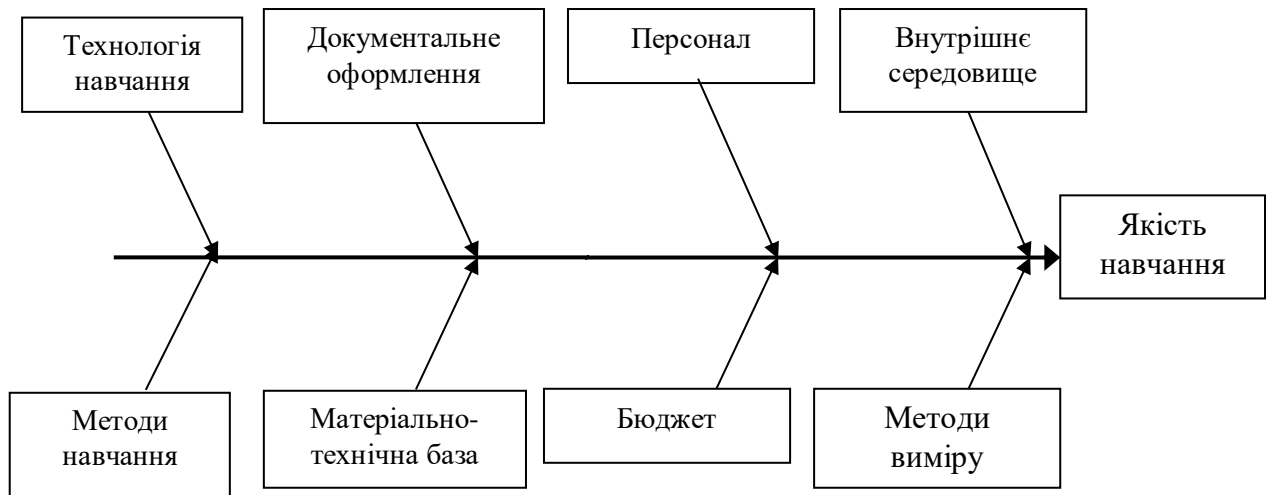 Технологія
навчання
Документальне
оформлення
Персонал
Внутрішнє
середовище
Якість
навчання
Методи
навчання
Матеріально-
технічна база
Бюджет
Методи
виміру